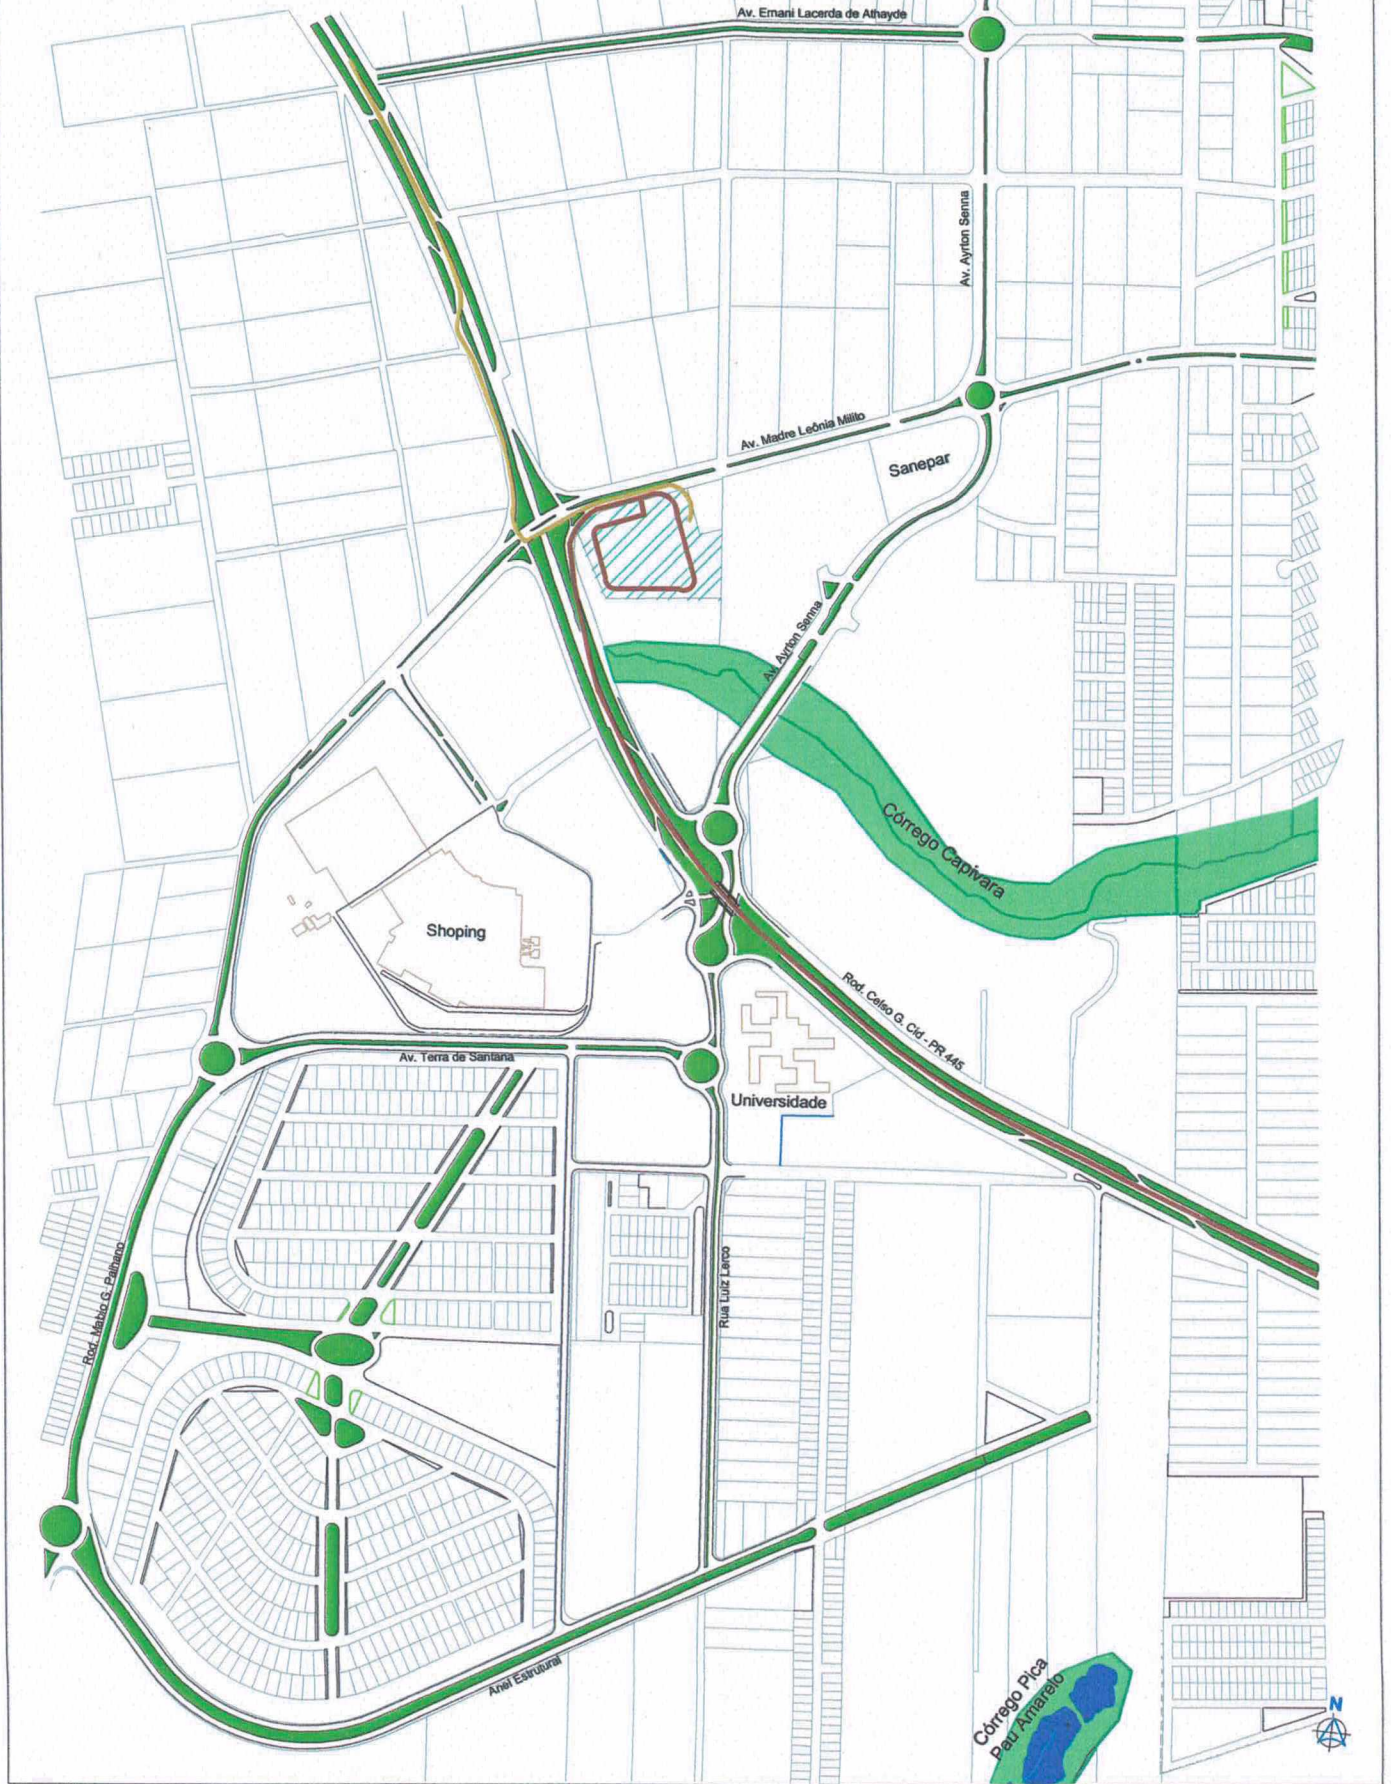 Av. Ernani Lacerda de Athayde
Av. Ayrton Senna
Av. Madre Leônia Milito
Sanepar
Av. Ayrton Senna
Córrego Capivara
Shoping
Rod. Celso G. Cid - PR 445
Av. Terra de Santana
Universidade
Rod. Mábio G. Palhano
Rua Luiz Lerco
Anel Estrutural
Córrego Pica
Pau Amarelo
N